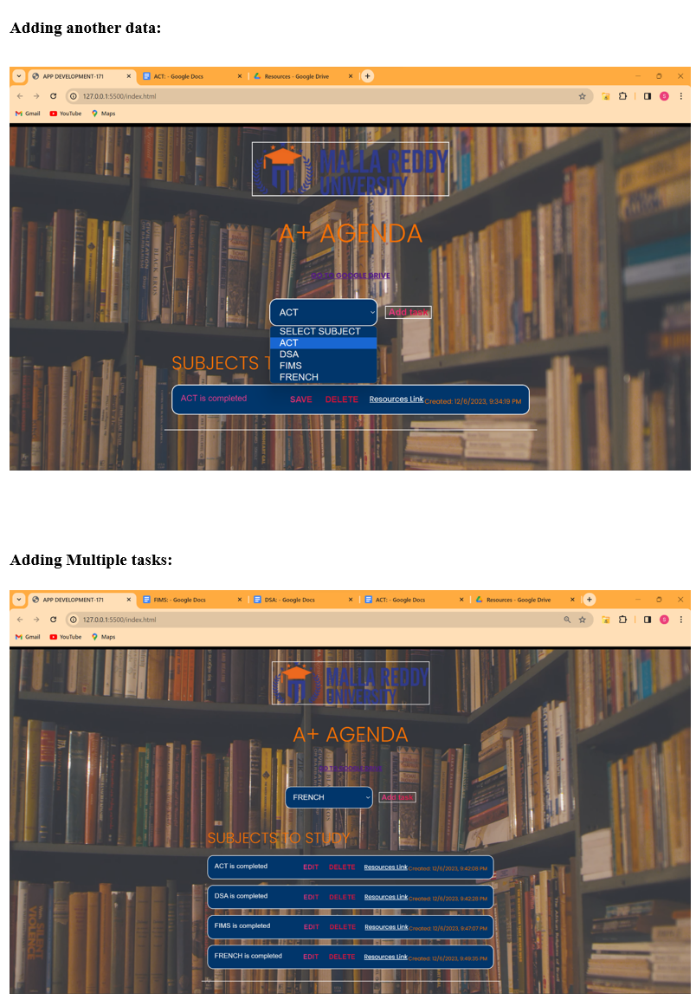 Adding another data:
APP DEVELOPMENT-171 ACT: - Google Docs Resources - Google Drive
127.0.0.1:5500/index.html
Gmail YouTube Maps
MALLA REDDY
UNIVERSITY
A+ AGENDA
GO TO GOOGLE DRIVE
ACT Add task
SELECT SUBJECT
ACT
DSA
FIMS
FRENCH
SUBJECTS T
ACT is completed SAVE DELETE Resources Link Created: 12/6/2023, 9:34:19 PM
Adding Multiple tasks:
APP DEVELOPMENT-171 FIMS: - Google Docs DSA: - Google Docs ACT: - Google Docs Resources - Google Drive
127.0.0.1:5500/index.html
Gmail YouTube Maps
MALLA REDDY
UNIVERSITY
A+ AGENDA
GO TO GOOGLE DRIVE
FRENCH Add task
SUBJECTS TO STUDY
ACT is completed EDIT DELETE Resources Link Created: 12/6/2023, 9:42:08 PM
DSA is completed EDIT DELETE Resources Link Created: 12/6/2023, 9:42:28 PM
FIMS is completed EDIT DELETE Resources Link Created: 12/6/2023, 9:47:07 PM
FRENCH is completed EDIT DELETE Resources Link Created: 12/6/2023, 9:49:35 PM
SILENT
VIOLENCE